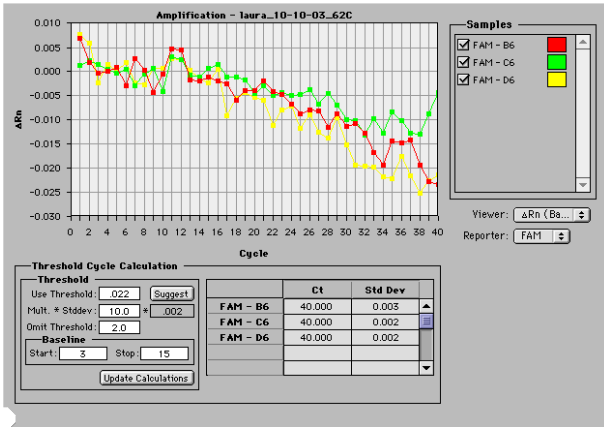 Amplification - laura_10-10-03_62C
0.010
0.005
0.000
-0.005
-0.010
-0.015
-0.020
-0.025
-0.030
ΔRn
0 2 4 6 8 10 12 14 16 18 20 22 24 26 28 30 32 34 36 38 40
Cycle
Samples
FAM - B6
FAM - C6
FAM - D6
Viewer: ΔRn (Ba...
Reporter: FAM
Threshold Cycle Calculation
Threshold
Use Threshold: .022 Suggest
Mult. * Stddev: 10.0 * .002
Omit Threshold: 2.0
Baseline
Start: 3 Stop: 15
Update Calculations
Ct Std Dev
FAM - B6 40.000 0.003
FAM - C6 40.000 0.002
FAM - D6 40.000 0.002